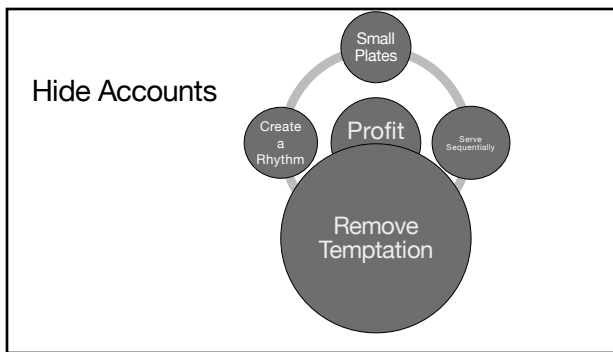 Hide Accounts
Small
Plates
Create
a
Rhythm
Profit
Serve
Sequentially
Remove
Temptation